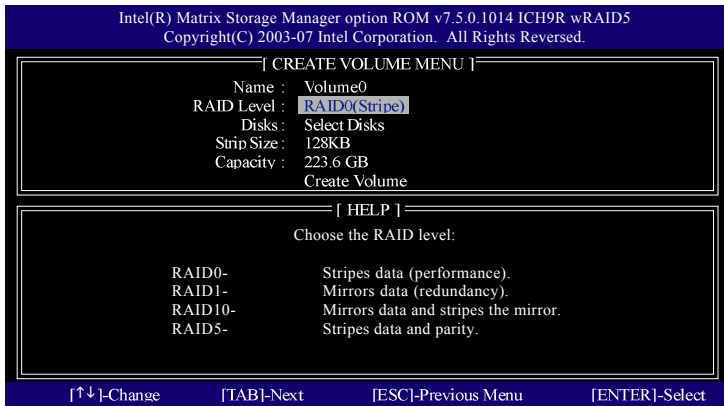 Intel(R) Matrix Storage Manager option ROM v7.5.0.1014 ICH9R wRAID5
Copyright(C) 2003-07 Intel Corporation. All Rights Reversed.
[ CREATE VOLUME MENU ]
Name : Volume0
RAID Level : RAID0(Stripe)
Disks : Select Disks
Strip Size : 128KB
Capacity : 223.6 GB
Create Volume
[ HELP ]
Choose the RAID level:
RAID0- Stripes data (performance).
RAID1- Mirrors data (redundancy).
RAID10- Mirrors data and stripes the mirror.
RAID5- Stripes data and parity.
[↑↓]-Change [TAB]-Next [ESC]-Previous Menu [ENTER]-Select